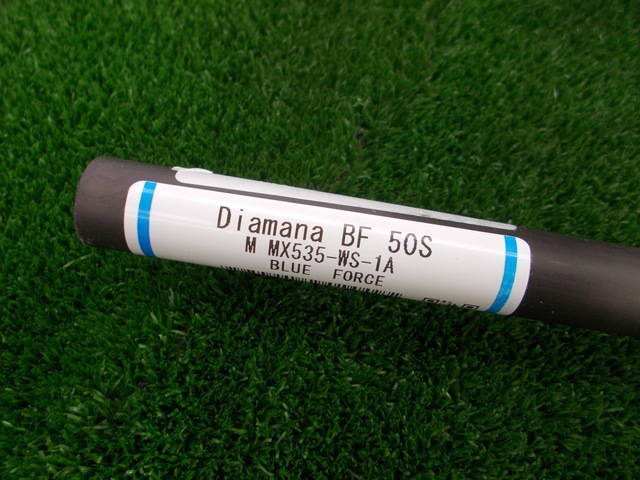 Diamana BF 50S
M MX535-WS-1A
BLUE FORCE